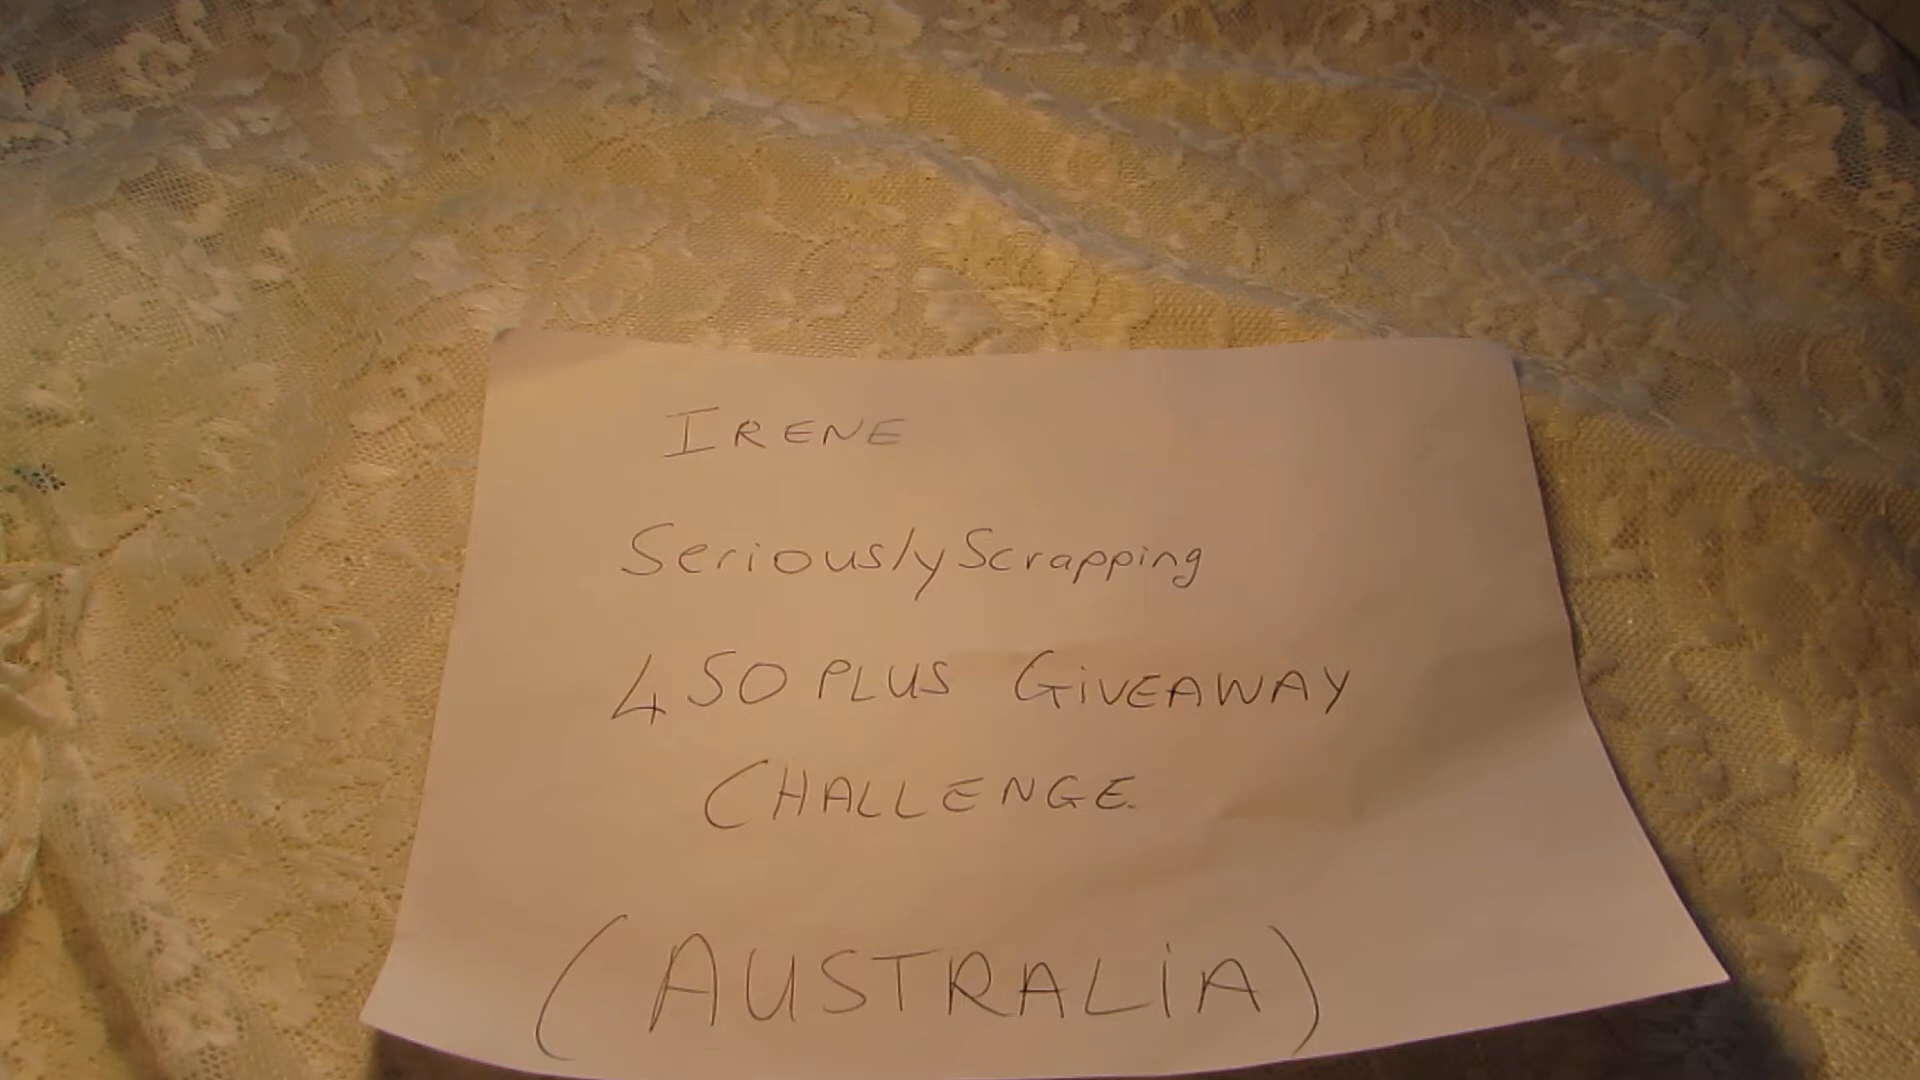 IRENE
SeriouslyScrapping
450 PLUS GiVEAWAY
CHALLENGE.
(AUSTRALiA)